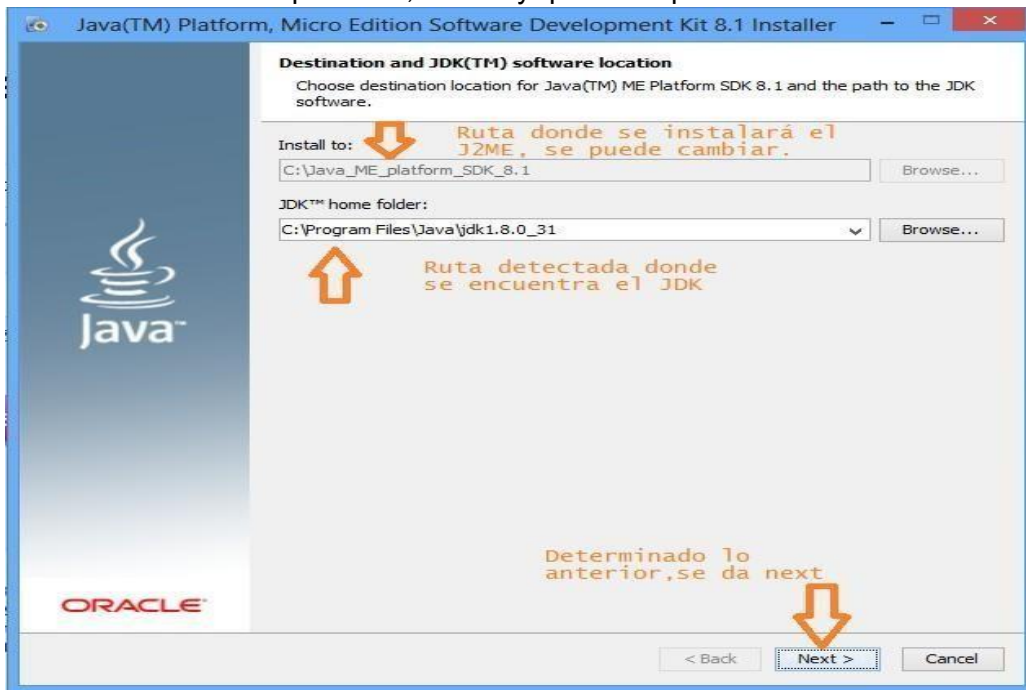 Java(TM) Platform, Micro Edition Software Development Kit 8.1 Installer
Destination and JDK(TM) software location
Choose destination location for Java(TM) ME Platform SDK 8.1 and the path to the JDK
software.
Install to:
Ruta donde se instalará el
J2ME, se puede cambiar.
C:\Java_ME_platform_SDK_8.1
Browse...
JDK™ home folder:
C:\Program Files\Java\jdk1.8.0_31
Browse...
Ruta detectada donde
se encuentra el JDK
Java™
Determinado lo
anterior,se da next
ORACLE®
< Back
Next >
Cancel